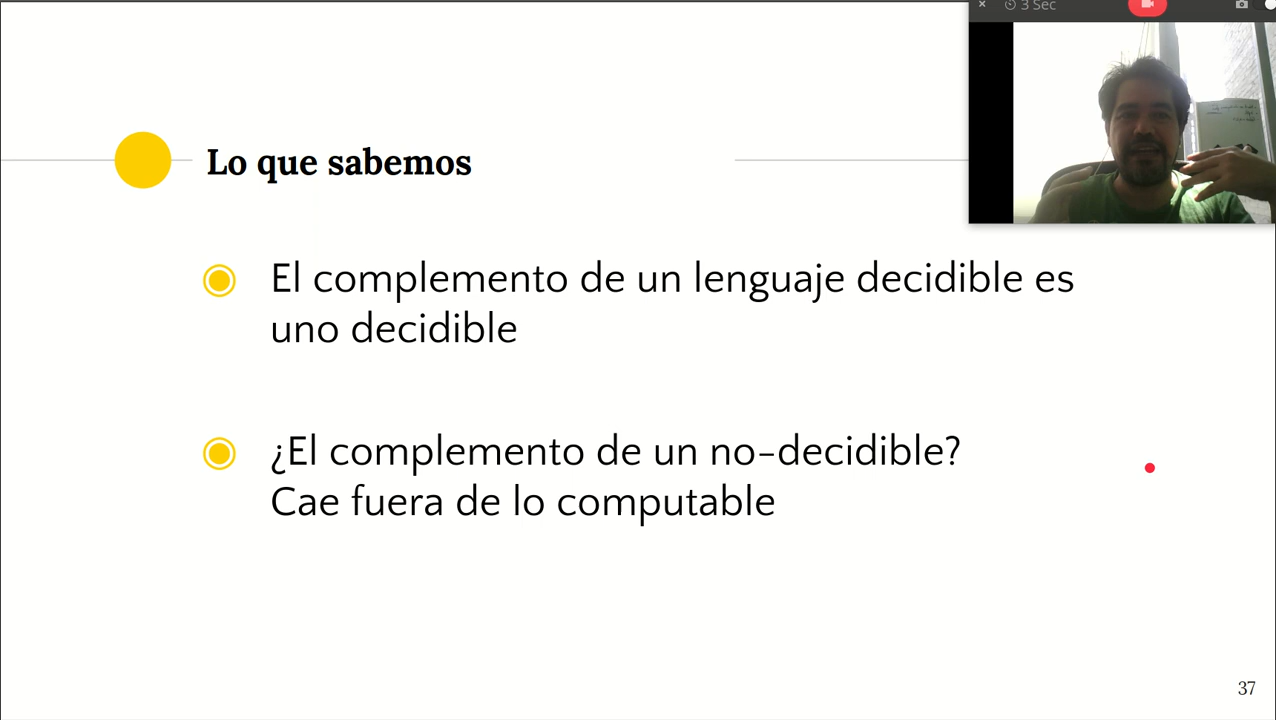 3 Sec
Lo que sabemos
El complemento de un lenguaje decidible es
uno decidible
¿El complemento de un no-decidible?
Cae fuera de lo computable
37